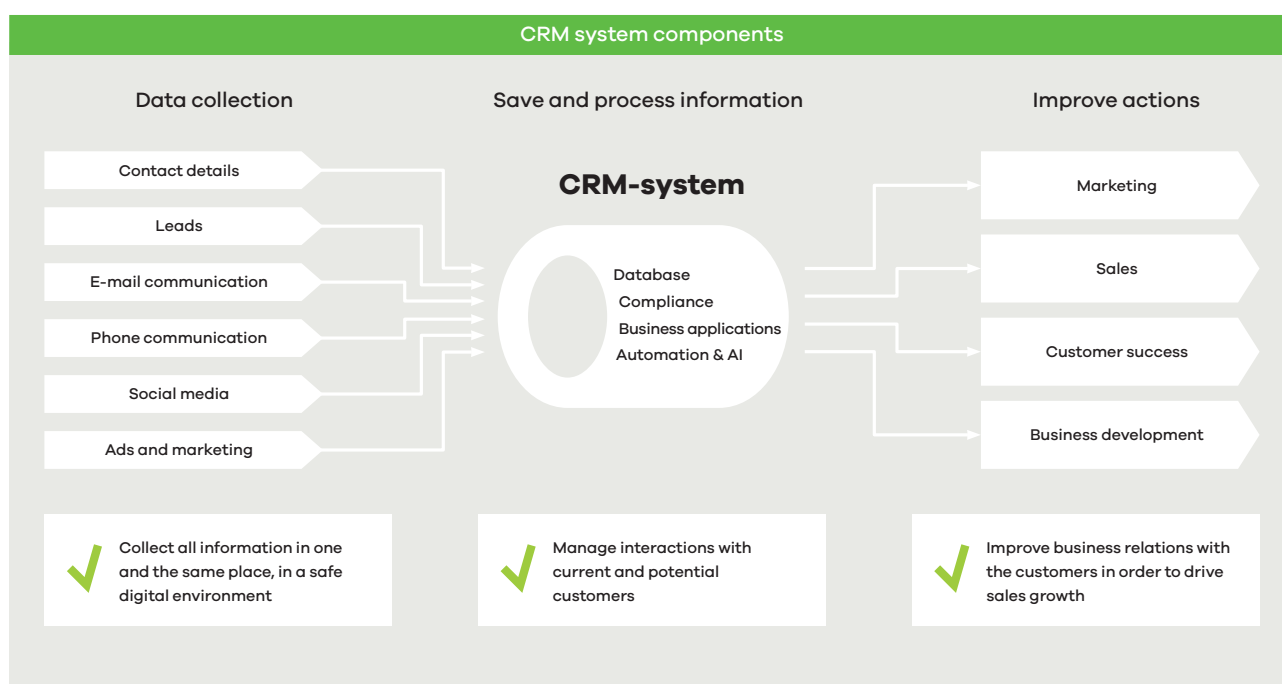 CRM system components
Data collection
Save and process information
Improve actions
Contact details
Leads
E-mail communication
Phone communication
Social media
Ads and marketing
CRM-system
Database
Compliance
Business applications
Automation & AI
Marketing
Sales
Customer success
Business development
Collect all information in one
and the same place, in a safe
digital environment
Manage interactions with
current and potential
customers
Improve business relations with
the customers in order to drive
sales growth